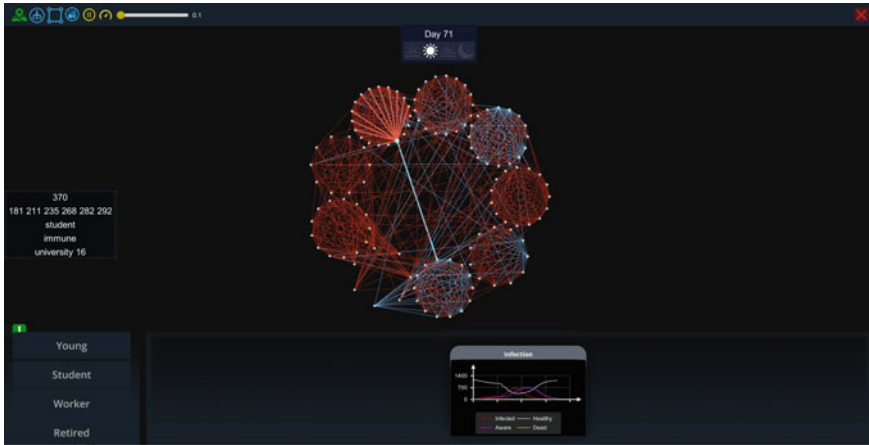 0.1
Day 71
370
181 211 235 268 282 292
student
immune
university 16
Young
Student
Worker
Retired
Infection
1400
700
0
Infected
Healthy
Aware
Dead